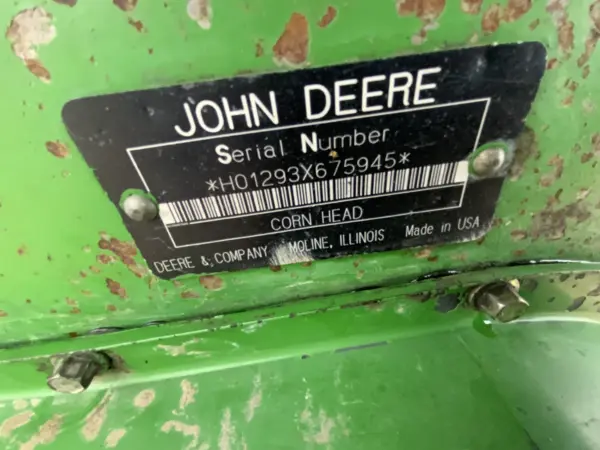 JOHN DEERE
Serial Number
*H01293X675945*
CORN HEAD
DEERE & COMPANY MOLINE, ILLINOIS Made in USA